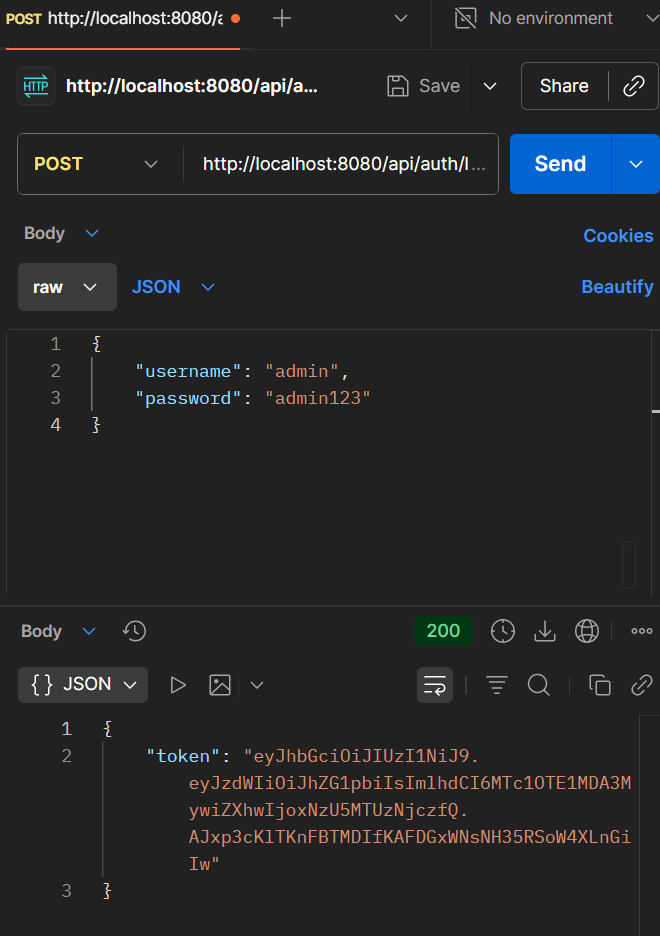 POST http://localhost:8080/a
No environment
HTTP http://localhost:8080/api/a...
Save
Share
POST
http://localhost:8080/api/auth/l...
Send
Body
Cookies
raw
JSON
Beautify
1 {
2 "username": "admin",
3 "password": "admin123"
4 }
Body
200
{} JSON
1 {
2 "token": "eyJhbGciOiJIUzI1NiJ9.
eyJzdWIiOiJhZG1pbiIsImlhdCI6MTc1OTE1MDA3M
ywiZXhwIjoxNzU5MTUzNjczfQ.
AJxp3cKlTKnFBTMDIfKAFDGxWNsNH35RSoW4XLnGi
Iw"
3 }